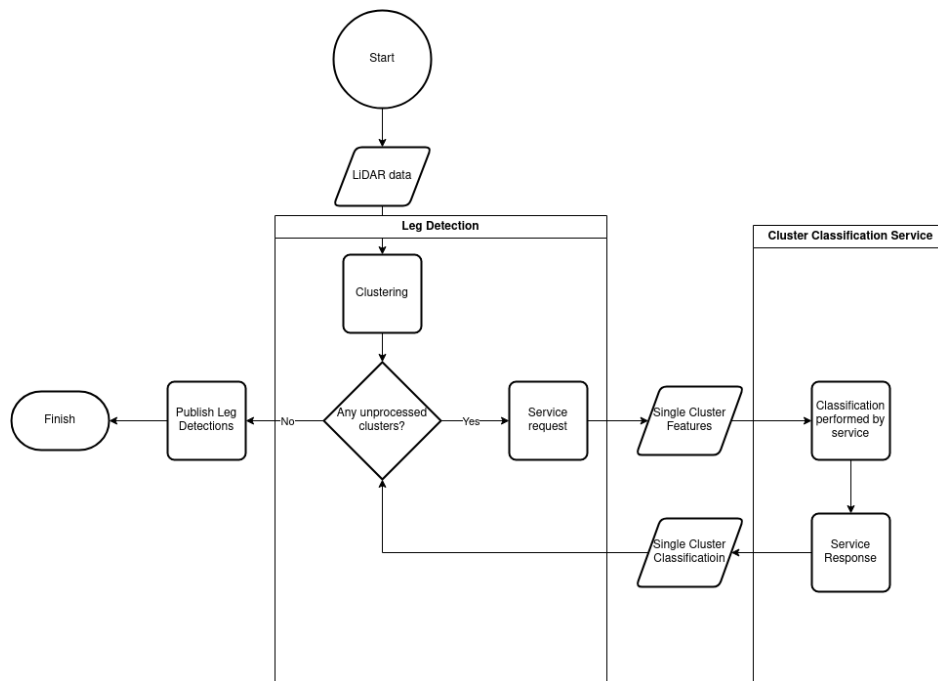 Start
LiDAR data
Leg Detection
Cluster Classification Service
Clustering
Finish
Publish Leg
Detections
No
Any unprocessed
clusters?
Yes
Service
request
Single Cluster
Features
Classification
performed by
service
Single Cluster
Classificatioin
Service
Response